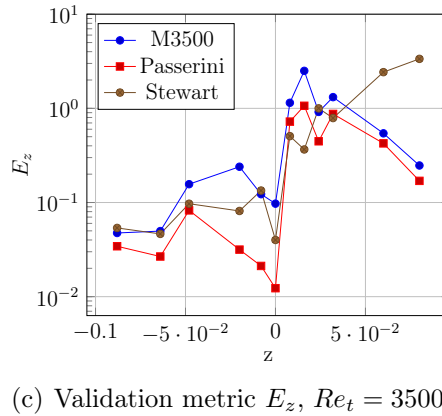 10^1
10^0
10^{-1}
10^{-2}
E_z
M3500
Passerini
Stewart
−0.1
−5 · 10^{-2}
0
5 · 10^{-2}
z
(c) Validation metric E_z, Re_t = 3500